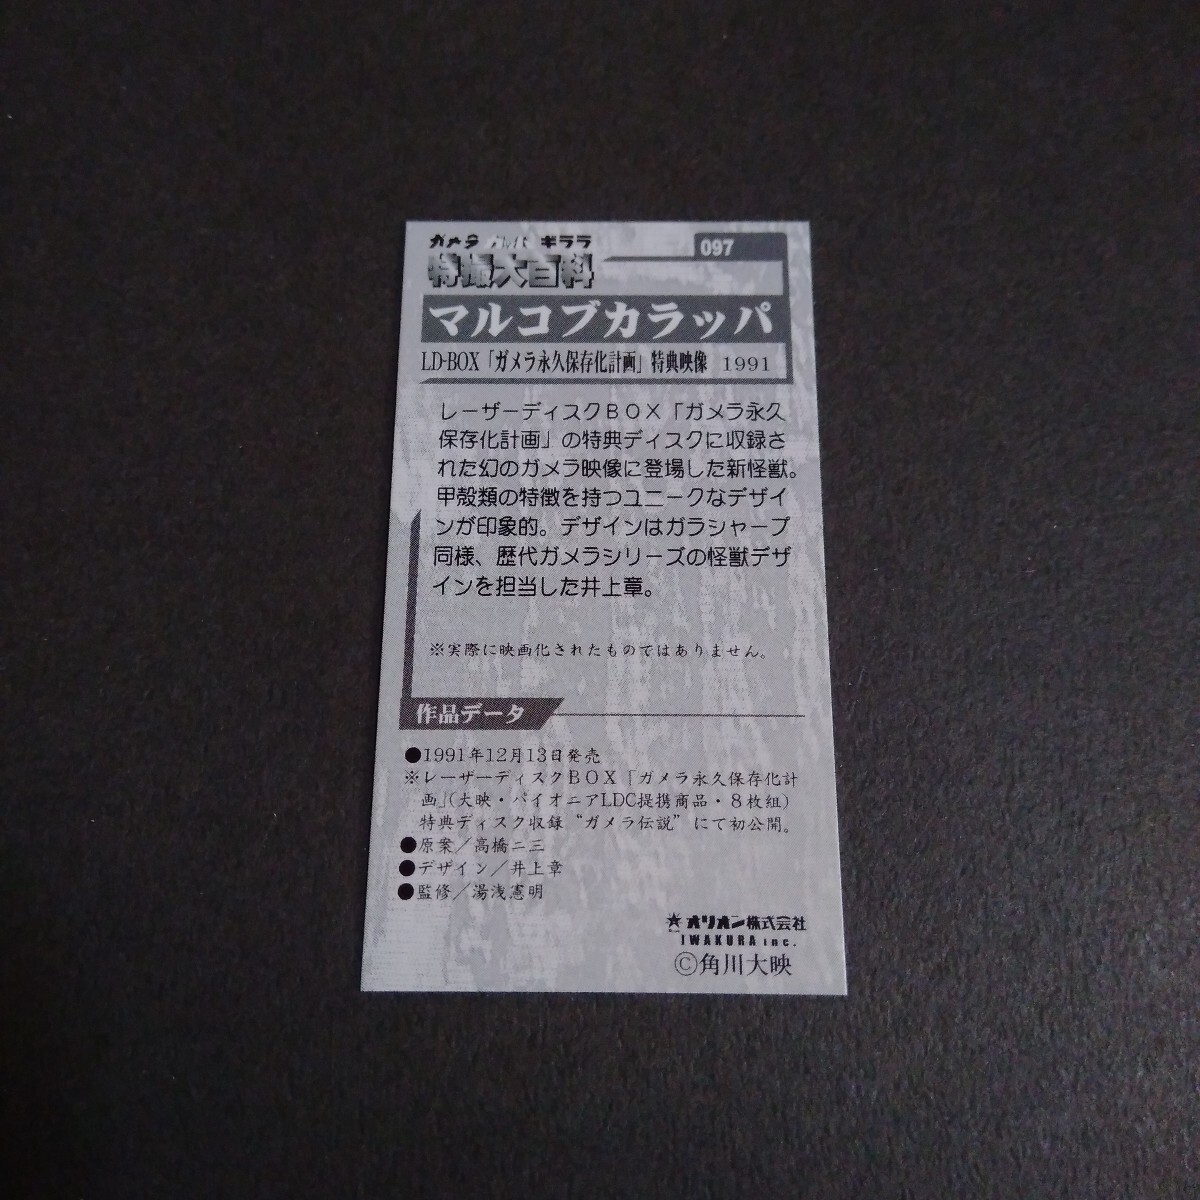 ガメラ ガッパ ギララ
特撮大百科
097
マルコブカラッパ
LD-BOX「ガメラ永久保存化計画」特典映像 1991
レーザーディスクBOX「ガメラ永久
保存化計画」の特典ディスクに収録さ
れた幻のガメラ映像に登場した新怪獣。
甲殻類の特徴を持つユニークなデザイ
ンが印象的。デザインはガラシャープ
同様、歴代ガメラシリーズの怪獣デザ
インを担当した井上章。
※実際に映画化されたものではありません。
作品データ
●1991年12月13日発売
※レーザーディスクBOX「ガメラ永久保存化計
画」(大映・パイオニアLDC提携商品・8枚組)
特典ディスク収録“ガメラ伝説”にて初公開。
●原案／高橋二三
●デザイン／井上章
●監修／湯浅憲明
オリオン株式会社
IWAKURA inc.
©角川大映